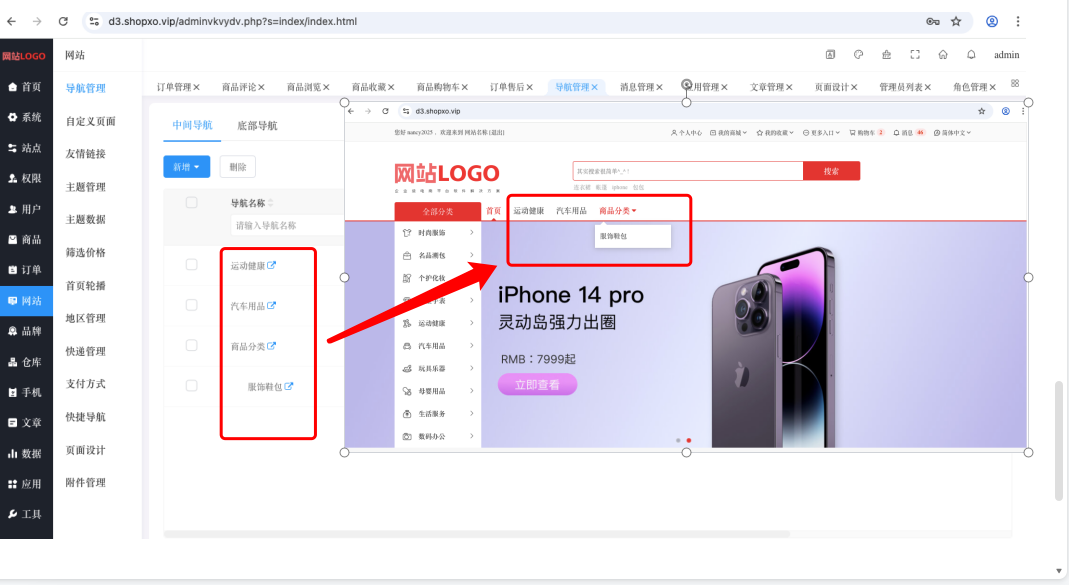 d3.shopxo.vip/adminvkvydv.php?s=index/index.html
网站LOGO
网站
admin
首页
系统
站点
权限
用户
商品
订单
网站
品牌
仓库
手机
文章
数据
应用
工具
导航管理
自定义页面
友情链接
主题管理
主题数据
筛选价格
首页轮播
地区管理
快递管理
支付方式
快捷导航
页面设计
附件管理
订单管理× 商品评论× 商品浏览× 商品收藏× 商品购物车× 订单售后× 导航管理× 消息管理× 用管理× 文章管理× 页面设计× 管理员列表× 角色管理×
中间导航 底部导航
新增 删除
导航名称
请输入导航名称
运动健康
汽车用品
商品分类
服饰鞋包
d3.shopxo.vip
您好 nancy2025，欢迎来到 网站名称 [退出]
个人中心 我的商城 我的收藏 更多入口 购物车 2 消息 46 简体中文
网站LOGO
企业级电商平台软件解决方案
其实搜索很简单^_^!
搜索
连衣裙 帐篷 iphone 包包
全部分类 首页 运动健康 汽车用品 商品分类
服饰鞋包
时尚服饰
名品潮包
个护化妆
手表
运动健康
汽车用品
玩具乐器
母婴用品
生活服务
数码办公
iPhone 14 pro
灵动岛强力出圈
RMB：7999起
立即查看